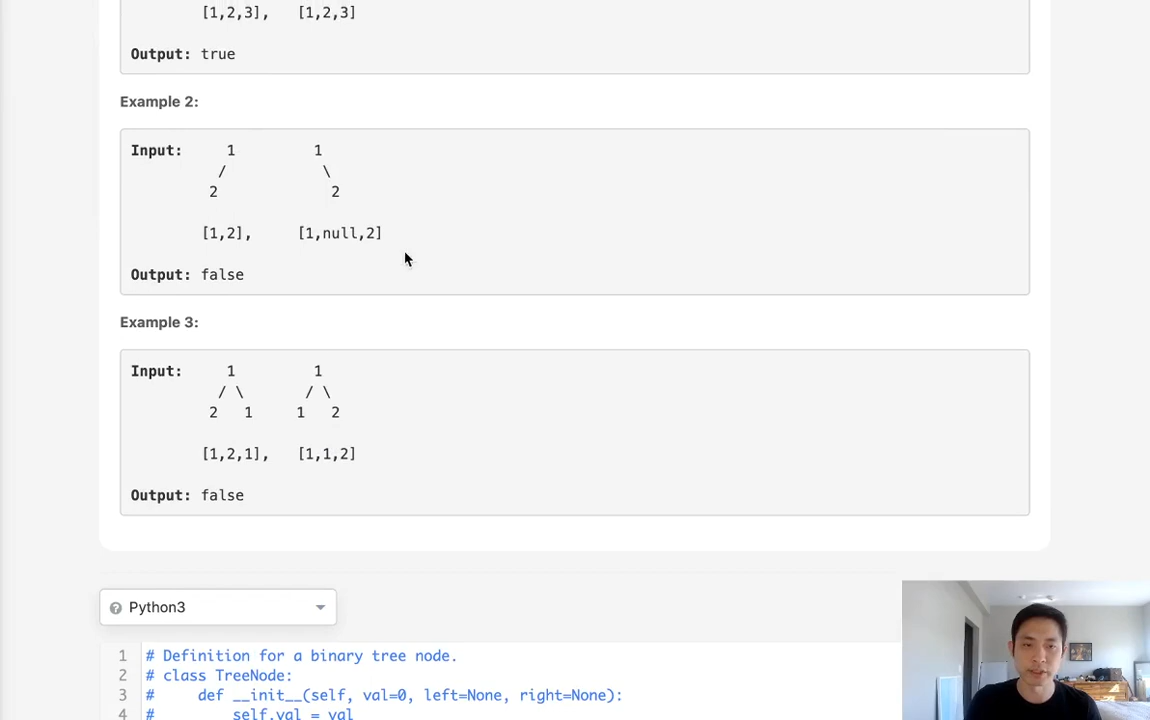 [1,2,3],   [1,2,3]
Output: true
Example 2:
Input:     1         1
/           \
2             2
[1,2],     [1,null,2]
Output: false
Example 3:
Input:     1         1
/ \       / \
2   1     1   2
[1,2,1],   [1,1,2]
Output: false
? Python3
1 # Definition for a binary tree node.
2 # class TreeNode:
3 #     def __init__(self, val=0, left=None, right=None):
4 #         self.val = val